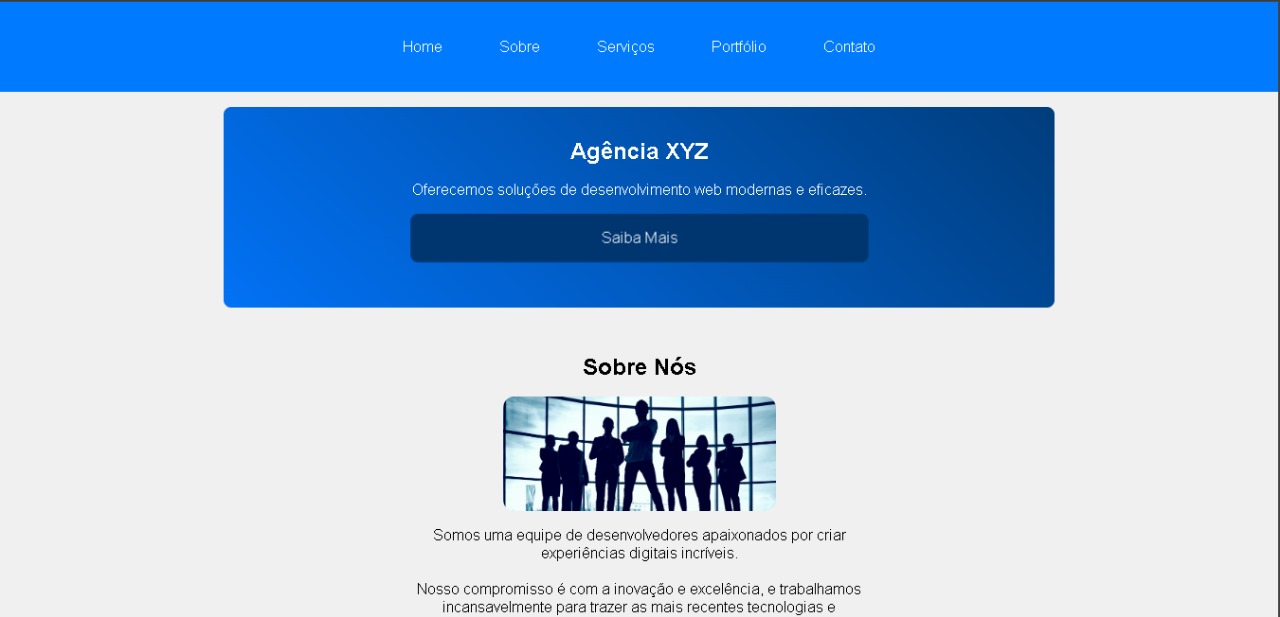 Home Sobre Serviços Portfólio Contato
Agência XYZ
Oferecemos soluções de desenvolvimento web modernas e eficazes.
Saiba Mais
Sobre Nós
Somos uma equipe de desenvolvedores apaixonados por criar
experiências digitais incríveis.
Nosso compromisso é com a inovação e excelência, e trabalhamos
incansavelmente para trazer as mais recentes tecnologias e